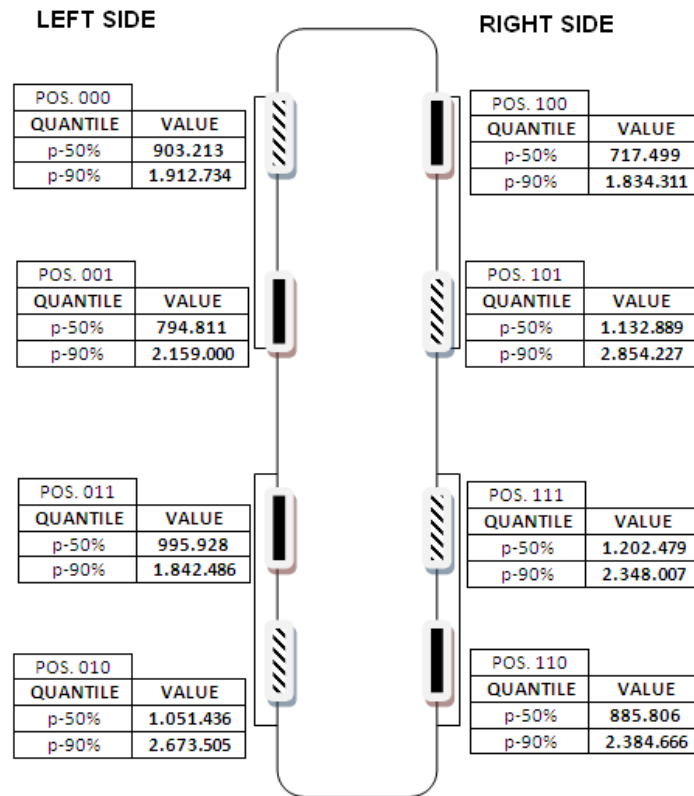 LEFT SIDE
RIGHT SIDE
POS. 000
QUANTILE VALUE
p-50% 903.213
p-90% 1.912.734
POS. 100
QUANTILE VALUE
p-50% 717.499
p-90% 1.834.311
POS. 001
QUANTILE VALUE
p-50% 794.811
p-90% 2.159.000
POS. 101
QUANTILE VALUE
p-50% 1.132.889
p-90% 2.854.227
POS. 011
QUANTILE VALUE
p-50% 995.928
p-90% 1.842.486
POS. 111
QUANTILE VALUE
p-50% 1.202.479
p-90% 2.348.007
POS. 010
QUANTILE VALUE
p-50% 1.051.436
p-90% 2.673.505
POS. 110
QUANTILE VALUE
p-50% 885.806
p-90% 2.384.666